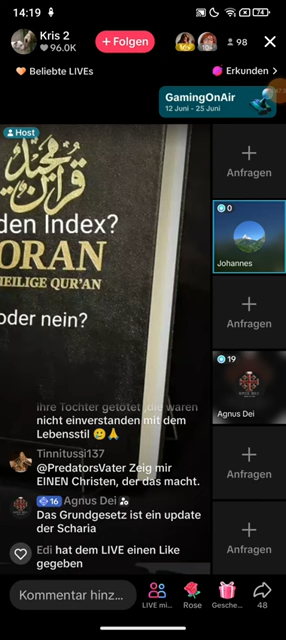 14:19
74
Kris 2
96.0K
+ Folgen
10+
98
Beliebte LIVEs
Erkunden >
GamingOnAir
12 Juni - 25 Juni
Host
قرآن مجيد
den Index?
ORAN
HEILIGE QUR'AN
oder nein?
Anfragen
0
Johannes
Anfragen
19
Agnus Dei
Anfragen
Anfragen
Ihre Tochter getötet ,die waren
nicht einverstanden mit dem
Lebensstil 🥲🙏
Tinnitussi137
@PredatorsVater Zeig mir
EINEN Christen, der das macht.
16 Agnus Dei
Das Grundgesetz ist ein update
der Scharia
Edi hat dem LIVE einen Like
gegeben
Kommentar hinz...
LIVE mi...
Rose
Gesche...
48